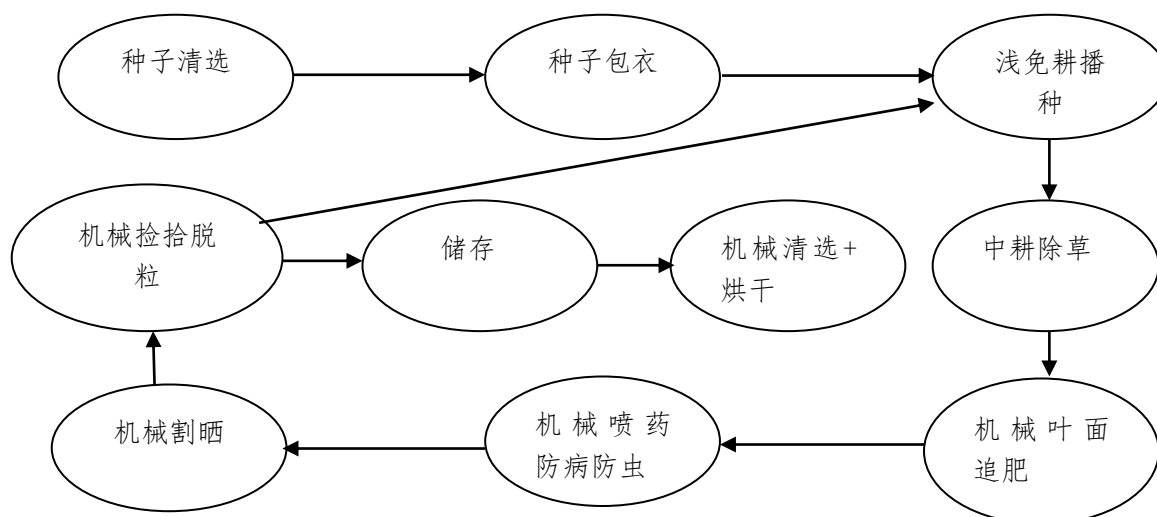 种子清选
种子包衣
浅免耕播
种
机械捡拾脱
粒
储存
机械清选+
烘干
中耕除草
机械割晒
机械喷药
防病防虫
机械叶面
追肥